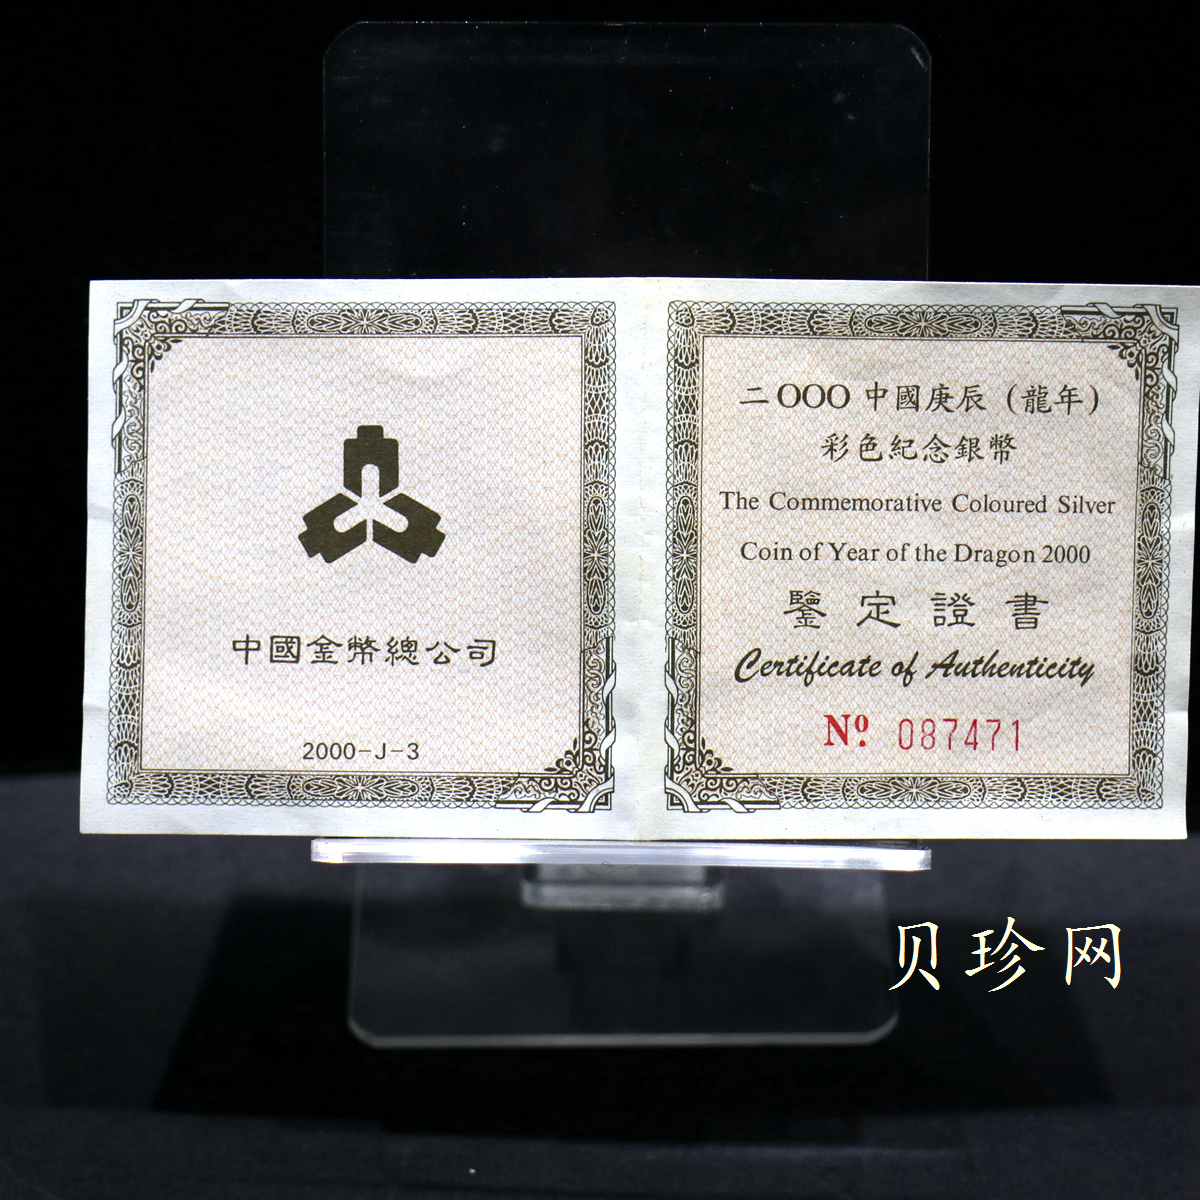 中國金幣總公司
2000-J-3
二OOO中國庚辰（龍年）
彩色紀念銀幣
The Commemorative Coloured Silver
Coin of Year of the Dragon 2000
鑒定證書
Certificate of Authenticity
Nº 087471
贝珍网